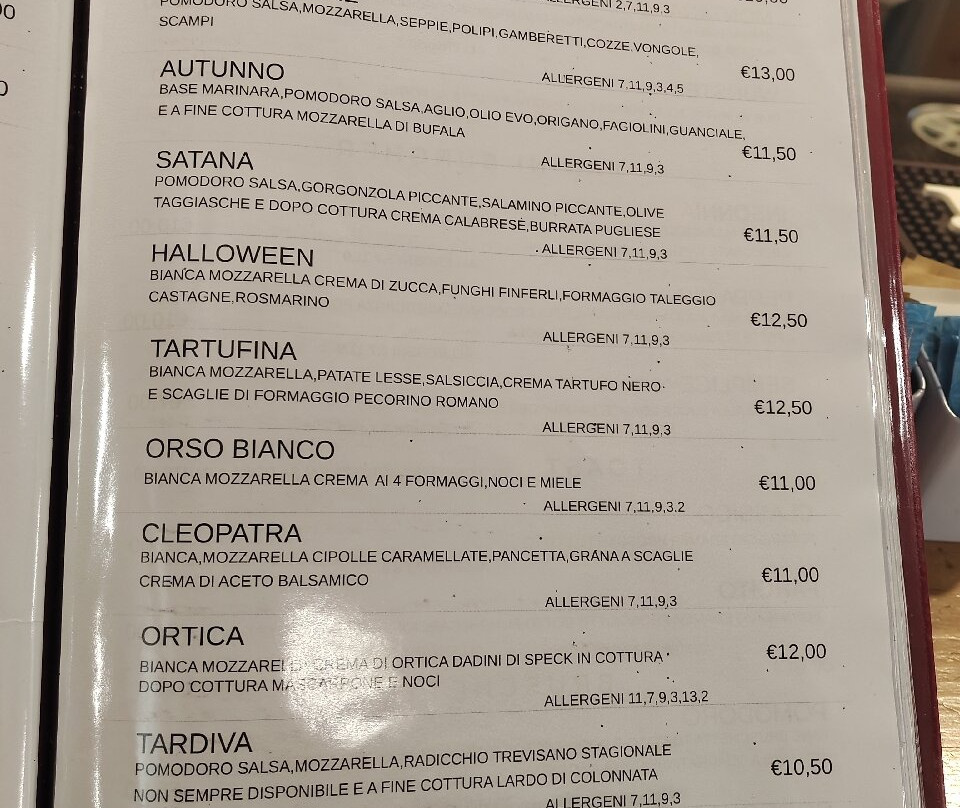 ALLERGENI 2,7,11,9,3
POMODORO SALSA,MOZZARELLA,SEPPIE,POLIPI,GAMBERETTI,COZZE,VONGOLE,
SCAMPI
€13,00
ALLERGENI 7,11,9,3,4,5
AUTUNNO
BASE MARINARA,POMODORO SALSA,AGLIO,OLIO EVO,ORIGANO,FAGIOLINI,GUANCIALE,
E A FINE COTTURA MOZZARELLA DI BUFALA
€11,50
ALLERGENI 7,11,9,3
SATANA
POMODORO SALSA,GORGONZOLA PICCANTE,SALAMINO PICCANTE,OLIVE
TAGGIASCHE E DOPO COTTURA CREMA CALABRESE,BURRATA PUGLIESE
€11,50
ALLERGENI 7,11,9,3
HALLOWEEN
BIANCA MOZZARELLA CREMA DI ZUCCA,FUNGHI FINFERLI,FORMAGGIO TALEGGIO
CASTAGNE,ROSMARINO
€12,50
ALLERGENI 7,11,9,3
TARTUFINA
BIANCA MOZZARELLA,PATATE LESSE,SALSICCIA,CREMA TARTUFO NERO
E SCAGLIE DI FORMAGGIO PECORINO ROMANO
€12,50
ALLERGENI 7,11,9,3
ORSO BIANCO
BIANCA MOZZARELLA CREMA AI 4 FORMAGGI,NOCI E MIELE
€11,00
ALLERGENI 7,11,9,3.2
CLEOPATRA
BIANCA,MOZZARELLA CIPOLLE CARAMELLATE,PANCETTA,GRANA A SCAGLIE
CREMA DI ACETO BALSAMICO
€11,00
ALLERGENI 7,11,9,3
ORTICA
BIANCA MOZZARELLA CREMA DI ORTICA DADINI DI SPECK IN COTTURA
DOPO COTTURA MASCARPONE E NOCI
€12,00
ALLERGENI 11,7,9,3,13,2
TARDIVA
POMODORO SALSA,MOZZARELLA,RADICCHIO TREVISANO STAGIONALE
NON SEMPRE DISPONIBILE E A FINE COTTURA LARDO DI COLONNATA
€10,50
ALLERGENI 7,11,9,3